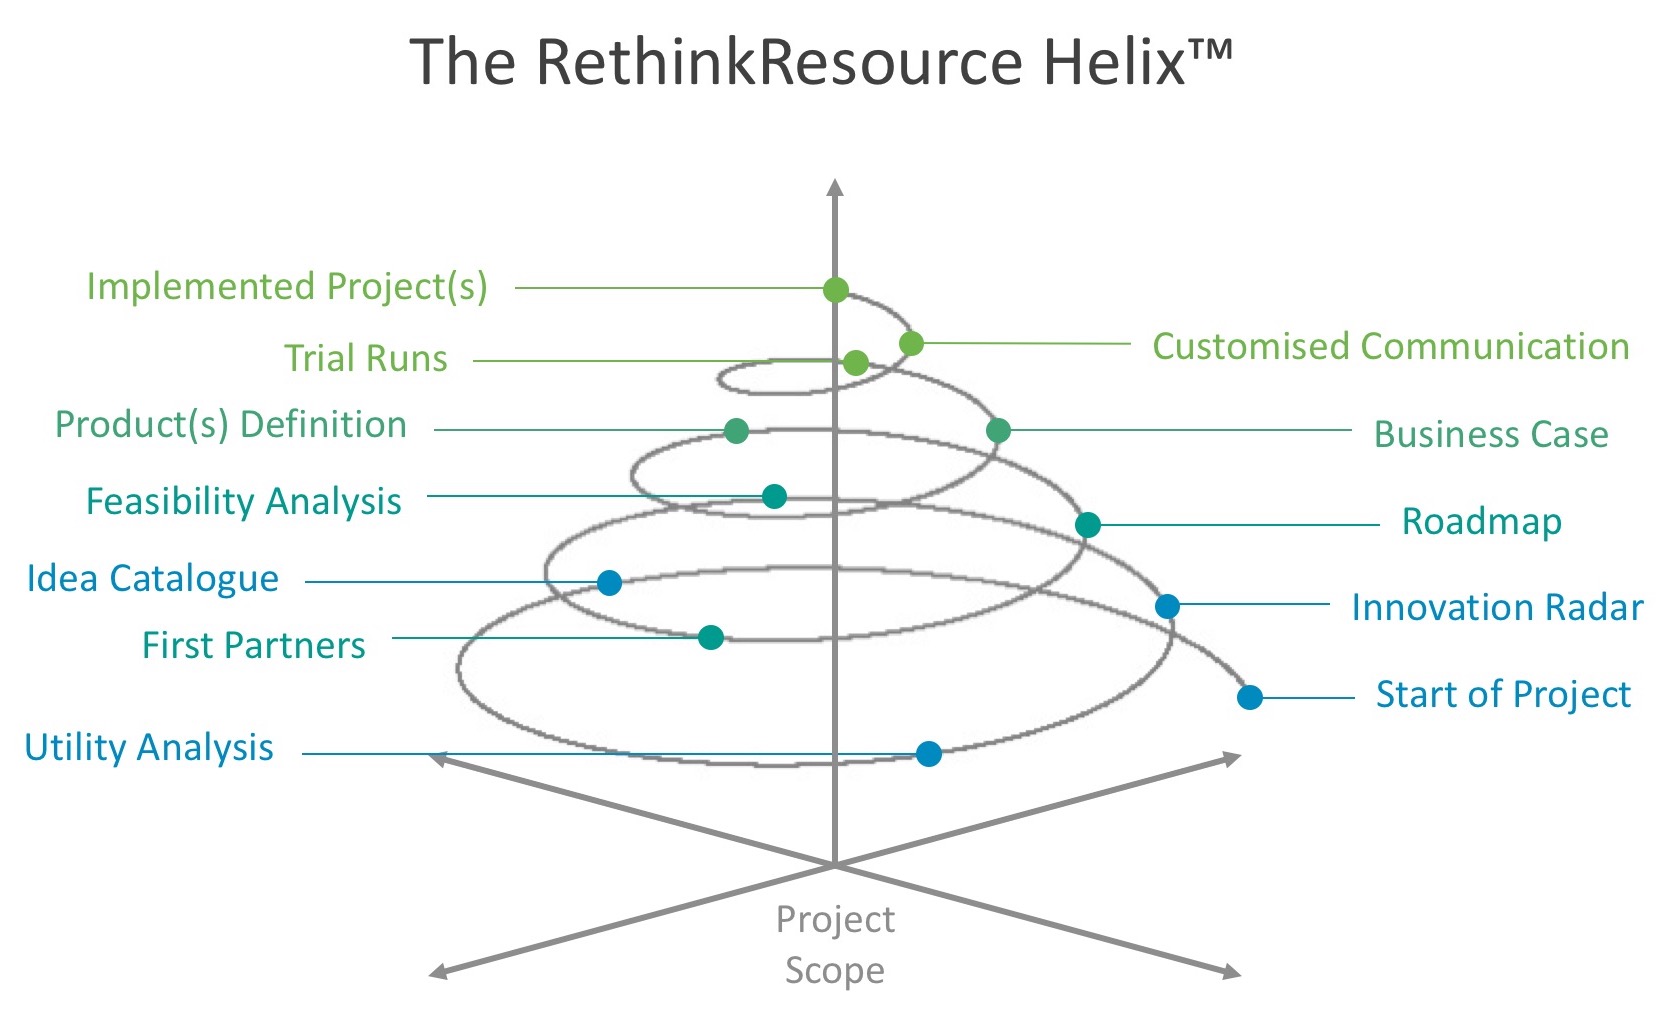 The RethinkResource Helix™
Implemented Project(s)
Customised Communication
Trial Runs
Product(s) Definition
Business Case
Feasibility Analysis
Roadmap
Idea Catalogue
Innovation Radar
First Partners
Start of Project
Utility Analysis
Project
Scope